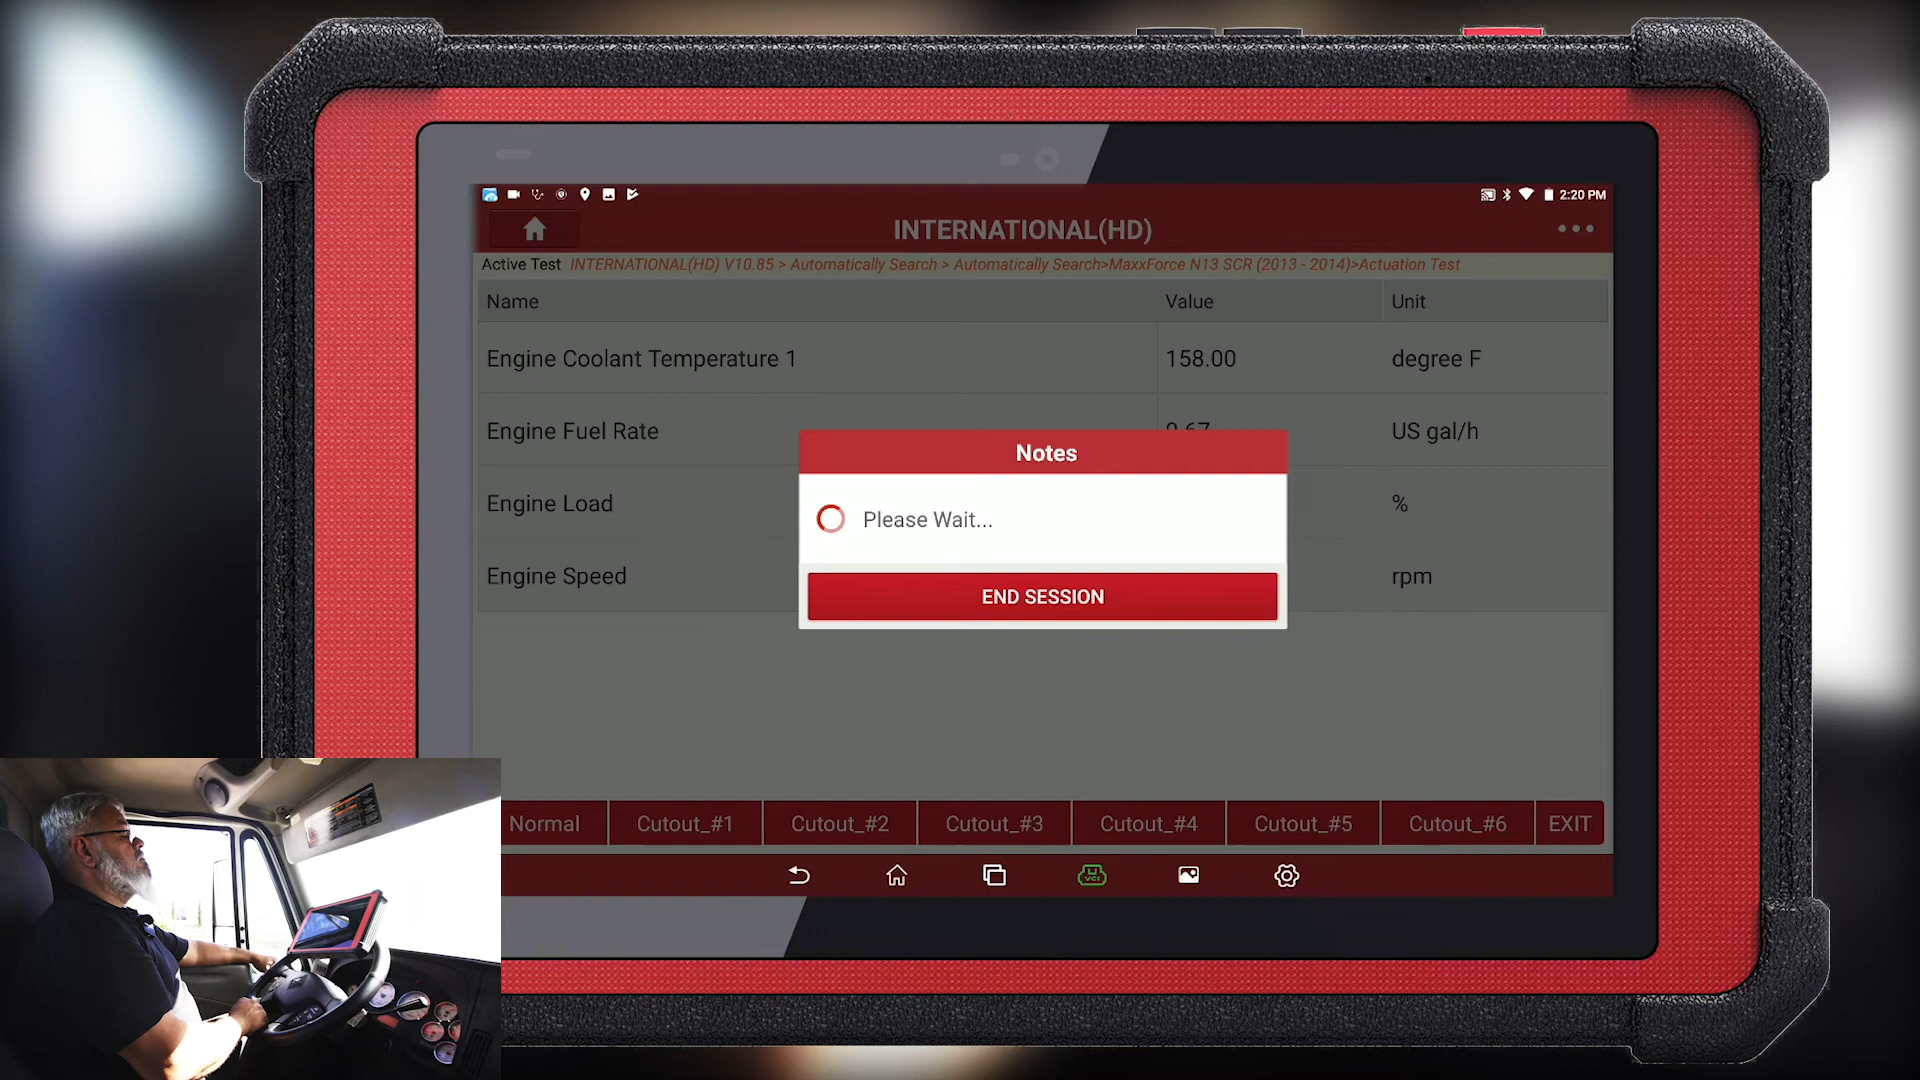 2:20 PM
INTERNATIONAL(HD)
Active Test INTERNATIONAL(HD) V10.85 > Automatically Search > Automatically Search>MaxxForce N13 SCR (2013 - 2014)>Actuation Test
Name Value Unit
Engine Coolant Temperature 1 158.00 degree F
Engine Fuel Rate US gal/h
Notes
Engine Load %
Please Wait...
Engine Speed rpm
END SESSION
Normal Cutout_#1 Cutout_#2 Cutout_#3 Cutout_#4 Cutout_#5 Cutout_#6 EXIT
VCI